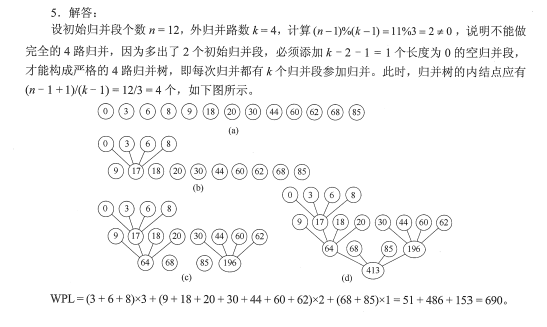 5．解答：
设初始归并段个数 n = 12，外归并路数 k = 4，计算 (n – 1)%(k – 1) = 11%3 = 2 ≠ 0，说明不能做
完全的 4 路归并，因为多出了 2 个初始归并段，必须添加 k – 2 – 1 = 1 个长度为 0 的空归并段，
才能构成严格的 4 路归并树，即每次归并都有 k 个归并段参加归并。此时，归并树的内结点应有
(n – 1 + 1)/(k – 1) = 12/3 = 4 个，如下图所示。
0 3 6 8 9 18 20 30 44 60 62 68 85
(a)
0 3 6 8
9 17 18 20 30 44 60 62 68 85
(b)
0 3 6 8
9 17 18 20 30 44 60 62
64 68 85 196
(c)
0 3 6 8
9 17 18 20 30 44 60 62
64 68 85 196
413
(d)
WPL = (3 + 6 + 8)×3 + (9 + 18 + 20 + 30 + 44 + 60 + 62)×2 + (68 + 85)×1 = 51 + 486 + 153 = 690。